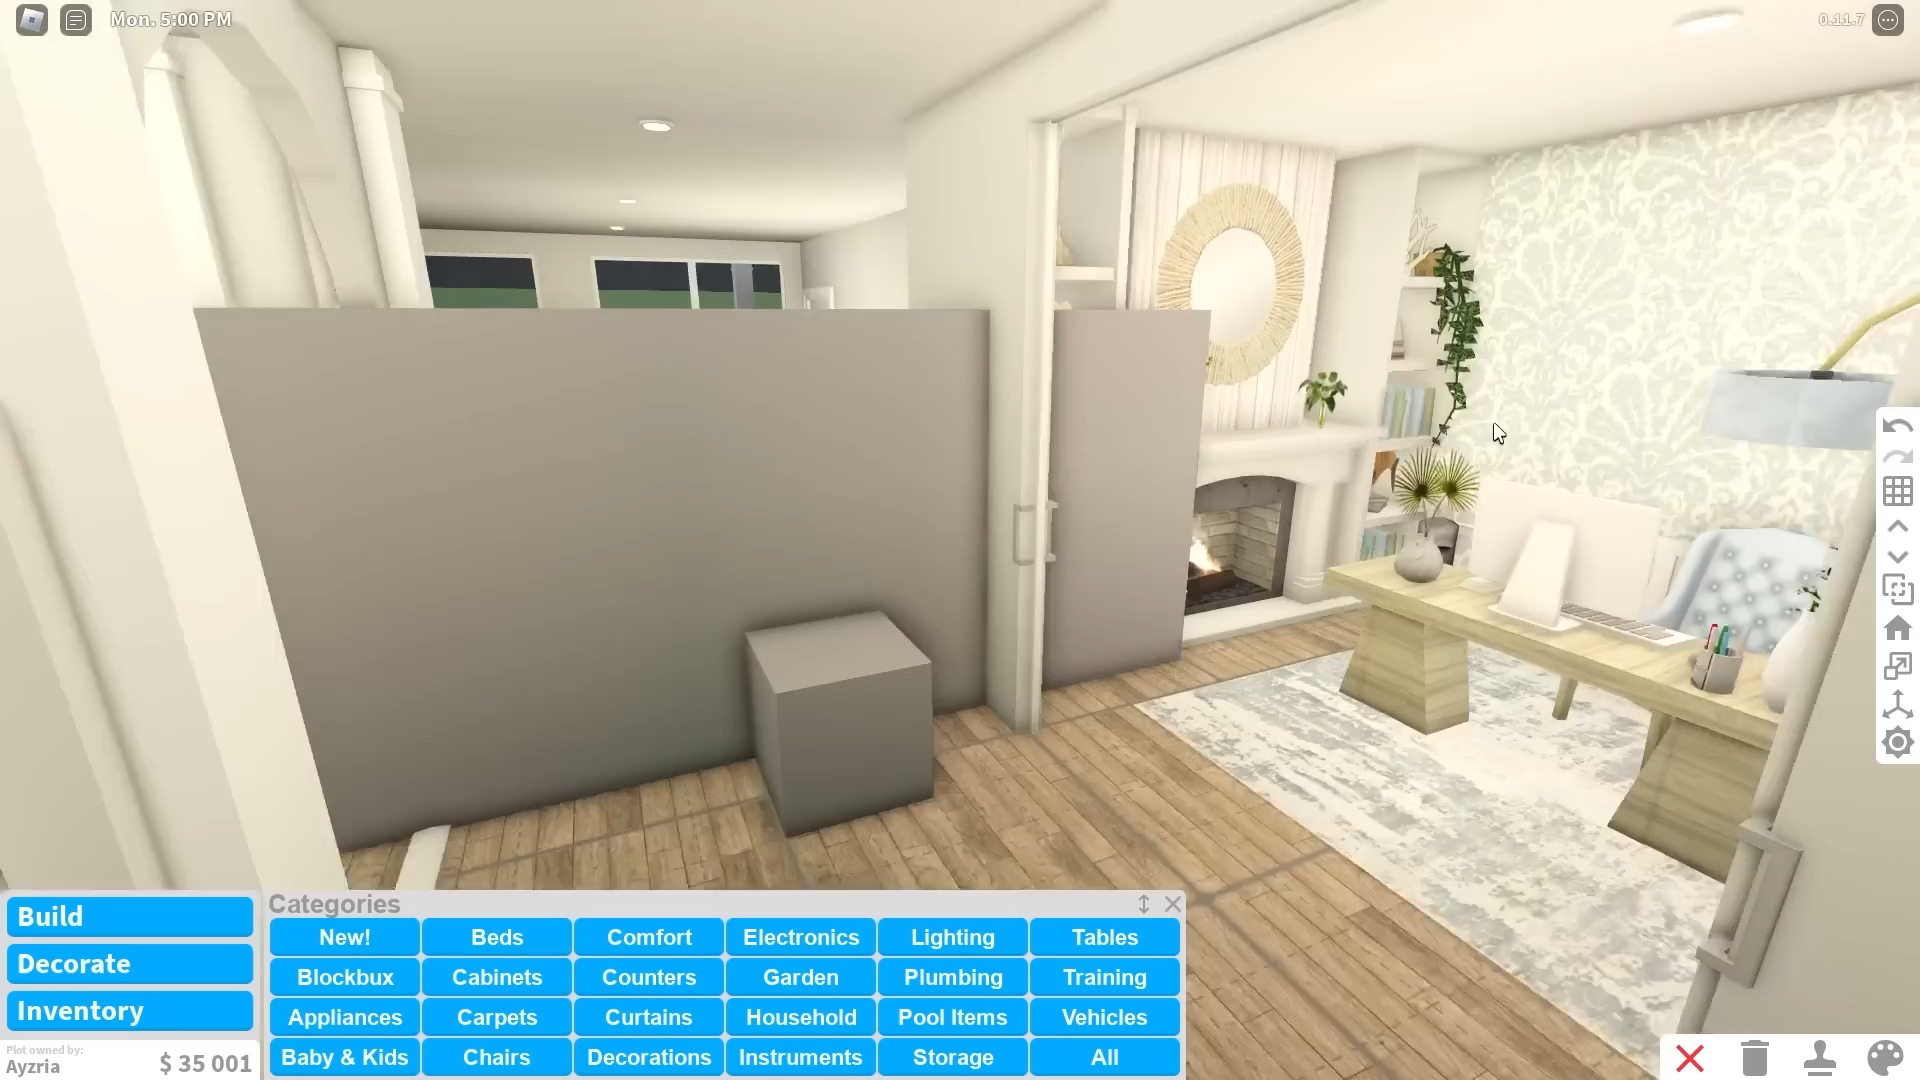 Mon. 5:00 PM
0.11.7
Build
Decorate
Inventory
Plot owned by:
Ayzria
$ 35 001
Categories
New! Beds Comfort Electronics Lighting Tables
Blockbux Cabinets Counters Garden Plumbing Training
Appliances Carpets Curtains Household Pool Items Vehicles
Baby & Kids Chairs Decorations Instruments Storage All